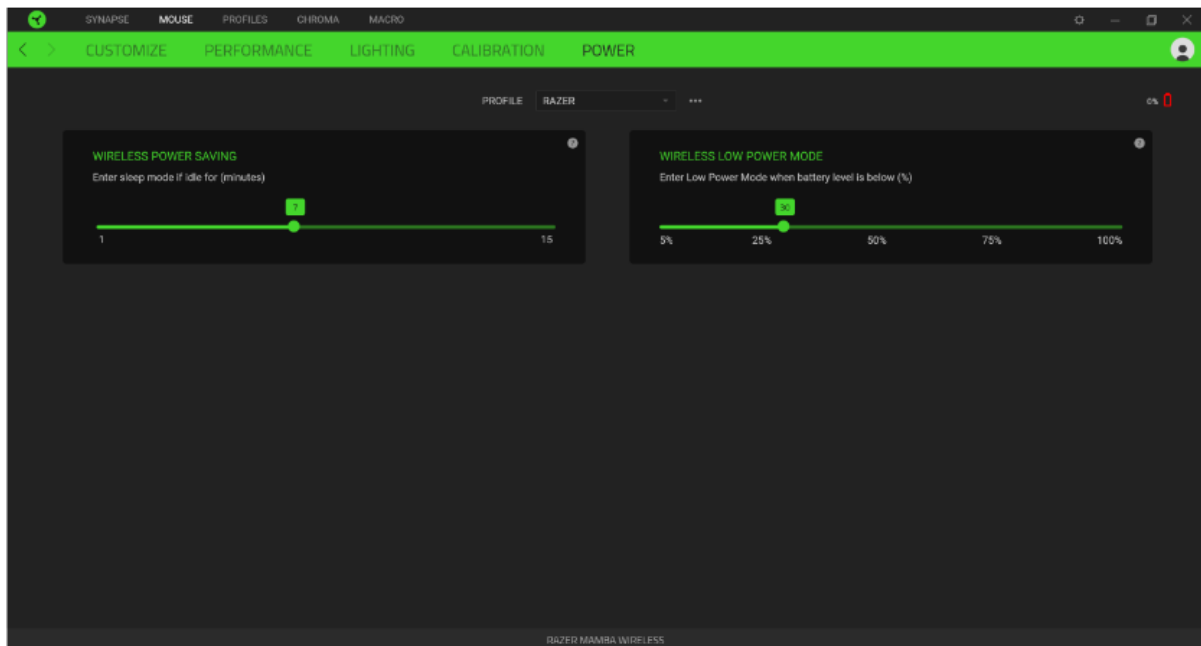 SYNAPSE MOUSE PROFILES CHROMA MACRO
CUSTOMIZE PERFORMANCE LIGHTING CALIBRATION POWER
PROFILE RAZER ••• 0%
WIRELESS POWER SAVING
Enter sleep mode if idle for (minutes)
7
1 15
WIRELESS LOW POWER MODE
Enter Low Power Mode when battery level is below (%)
30
5% 25% 50% 75% 100%
RAZER MAMBA WIRELESS